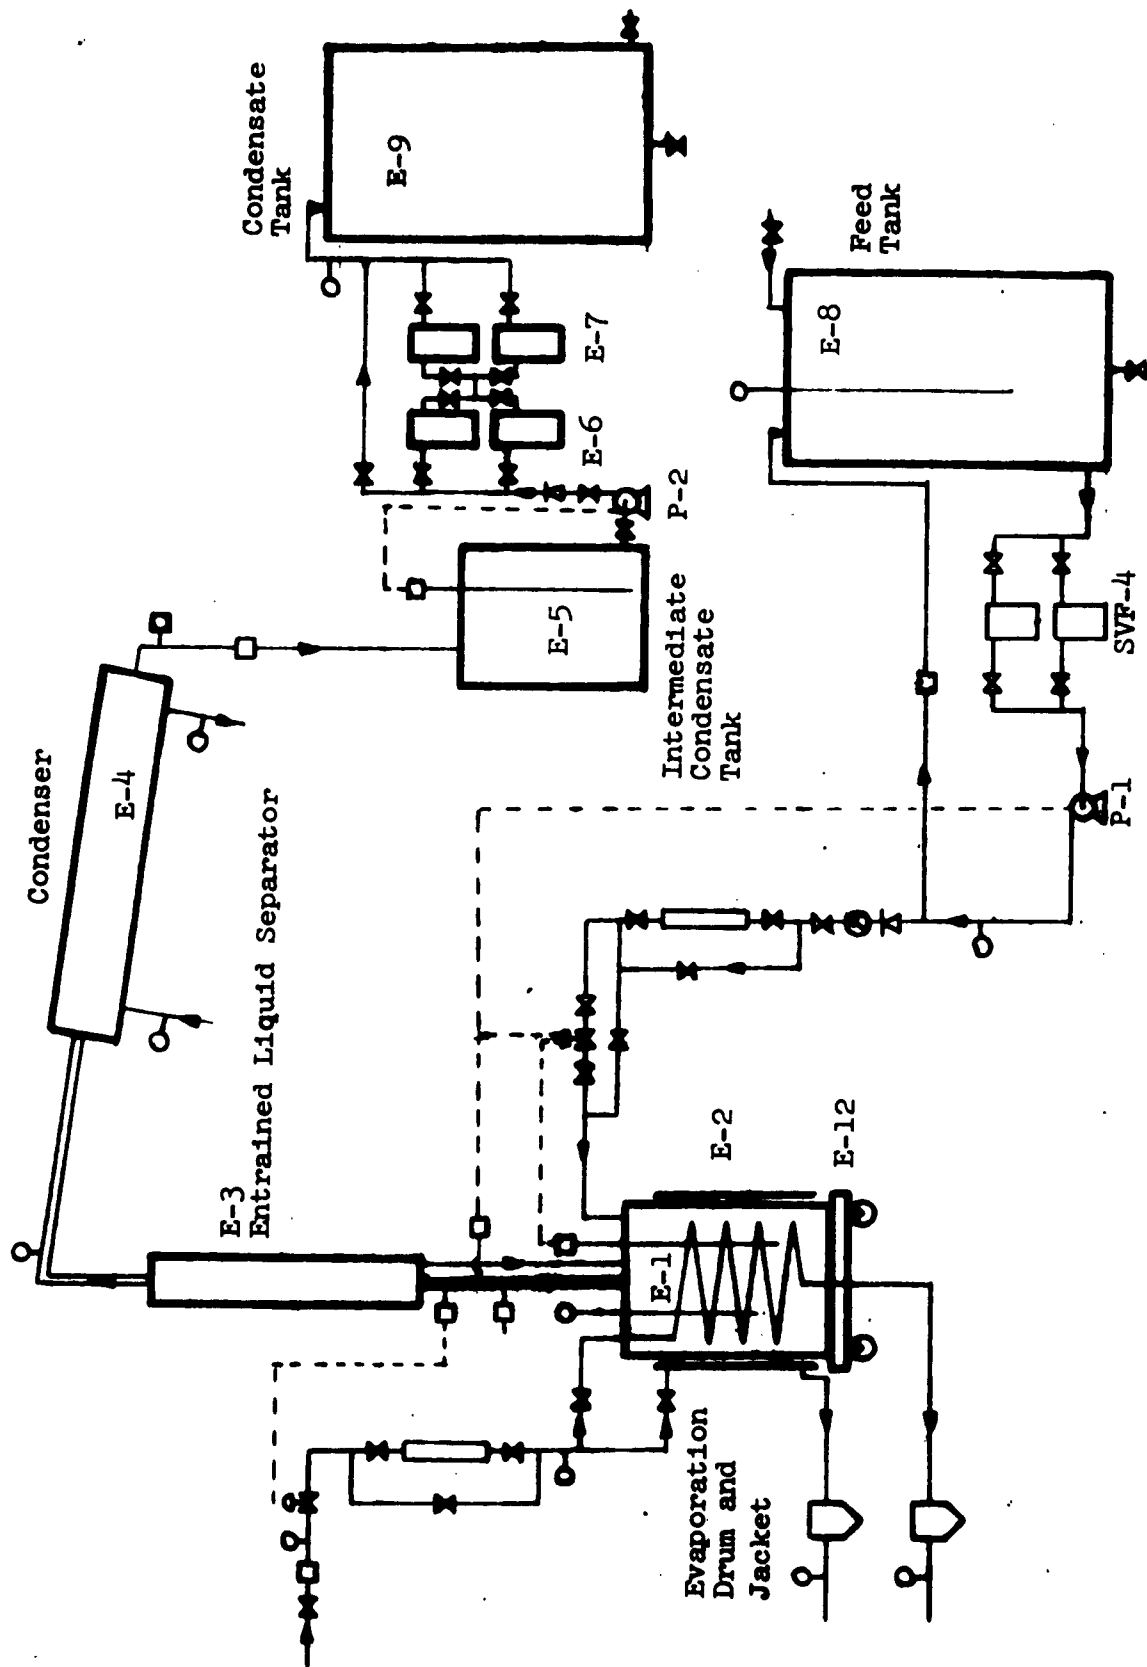 Condenser
E-4
E-3
Entrained Liquid Separator
Condensate
Tank
E-9
E-7
E-6
P-2
E-5
Intermediate
Condensate
Tank
Feed
Tank
E-8
SVF-4
P-1
E-2
E-12
E-1
Evaporation
Drum and
Jacket